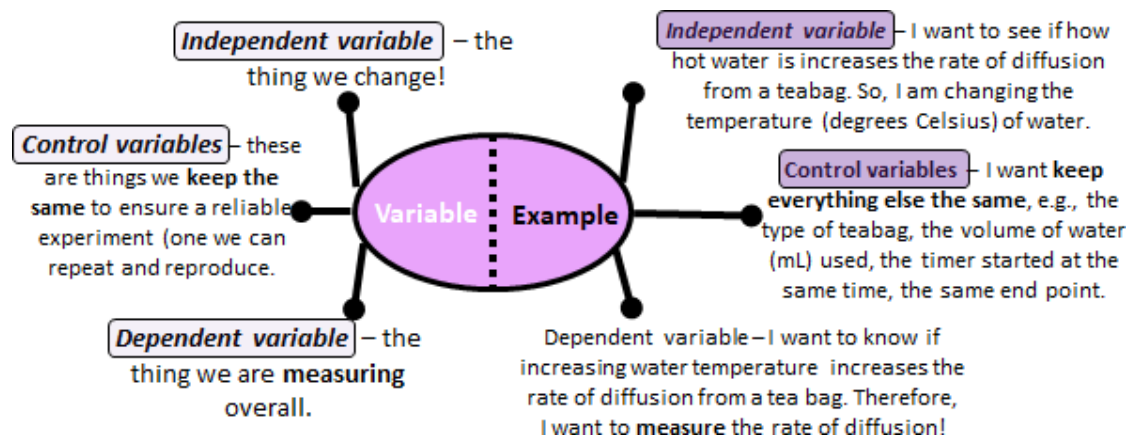 Independent variable – the
thing we change!
Control variables – these
are things we keep the
same to ensure a reliable
experiment (one we can
repeat and reproduce.
Dependent variable – the
thing we are measuring
overall.
Variable
Example
Independent variable – I want to see if how
hot water is increases the rate of diffusion
from a teabag. So, I am changing the
temperature (degrees Celsius) of water.
Control variables – I want keep
everything else the same, e.g., the
type of teabag, the volume of water
(mL) used, the timer started at the
same time, the same end point.
Dependent variable – I want to know if
increasing water temperature increases the
rate of diffusion from a tea bag. Therefore,
I want to measure the rate of diffusion!